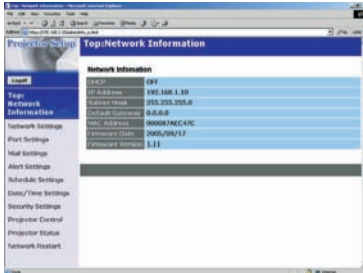 Projector Setup
Top:Network Information
Logoff
Top:
Network
Information
Network Settings
Port Settings
Mail Settings
Alert Settings
Schedule Settings
Date/Time Settings
Security Settings
Projector Control
Projector Status
Network Restart
Network Infomation
DHCP OFF
IP Address 192.168.1.10
Subnet Mask 255.255.255.0
Default Gateway 0.0.0.0
MAC Address 000087AEC47C
Firmware Date 2005/09/17
Firmware Version 1.11